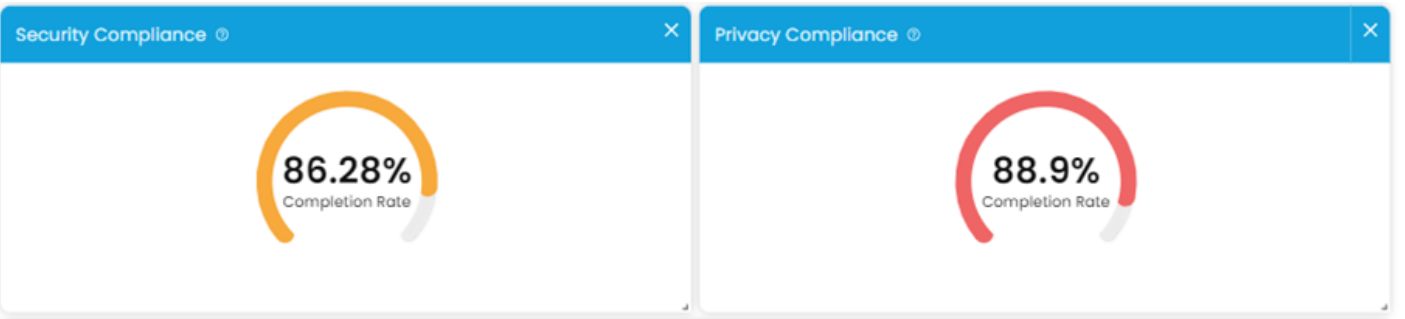 Security Compliance
Privacy Compliance
86.28%
Completion Rate
88.9%
Completion Rate